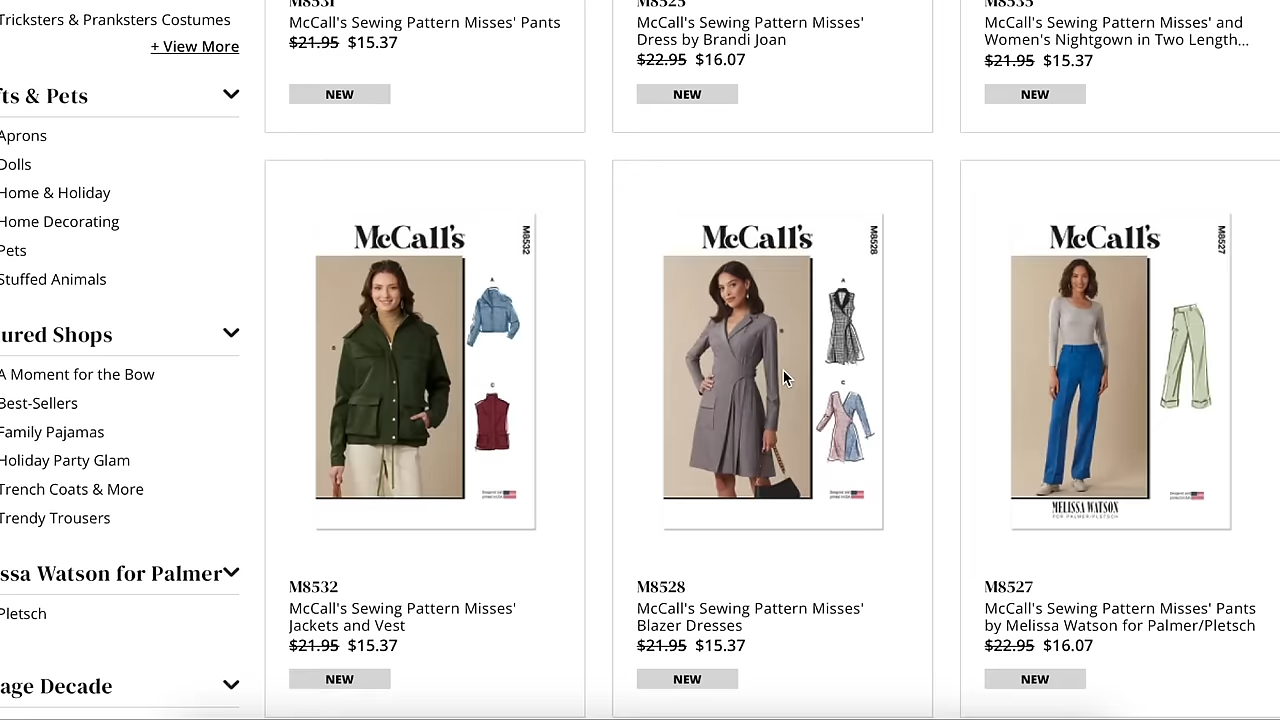 Tricksters & Pranksters Costumes
+ View More
fts & Pets
Aprons
Dolls
Home & Holiday
Home Decorating
Pets
Stuffed Animals
ured Shops
A Moment for the Bow
Best-Sellers
Family Pajamas
Holiday Party Glam
Trench Coats & More
Trendy Trousers
ssa Watson for Palmer
Pletsch
age Decade
M8531
McCall's Sewing Pattern Misses' Pants
$21.95 $15.37
NEW
M8525
McCall's Sewing Pattern Misses'
Dress by Brandi Joan
$22.95 $16.07
NEW
M8535
McCall's Sewing Pattern Misses' and
Women's Nightgown in Two Length...
$21.95 $15.37
NEW
McCall's
M8532
A
B
C
M8532
McCall's Sewing Pattern Misses'
Jackets and Vest
$21.95 $15.37
NEW
McCall's
M8528
A
B
C
M8528
McCall's Sewing Pattern Misses'
Blazer Dresses
$21.95 $15.37
NEW
McCall's
M8527
MELISSA WATSON
FOR PALMER/PLETSCH
M8527
McCall's Sewing Pattern Misses' Pants
by Melissa Watson for Palmer/Pletsch
$22.95 $16.07
NEW